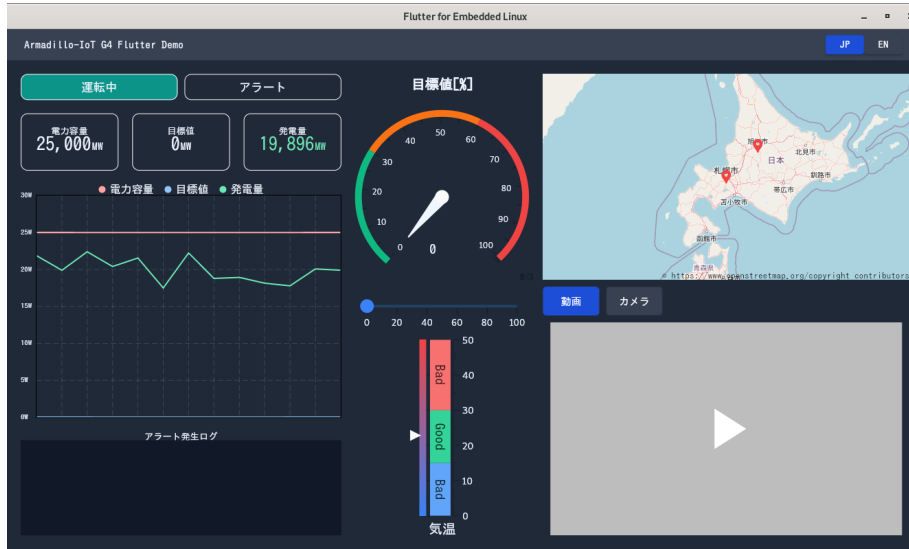 Flutter for Embedded Linux
Armadillo-IoT G4 Flutter Demo
JP EN
運転中 アラート
電力容量
25,000MW
目標値
0MW
発電量
19,896MW
電力容量 目標値 発電量
30W
25W
20W
15W
10W
5W
0W
アラート発生ログ
目標値[%]
0 10 20 30 40 50 60 70 80 90 100
0
0 20 40 60 80 100
50
40
30
20
10
0
Bad
Good
Bad
気温
北見市
日本
札幌市
釧路市
帯広市
苫小牧市
函館市
青森県
© https://www.openstreetmap.org/copyright contributors
動画 カメラ